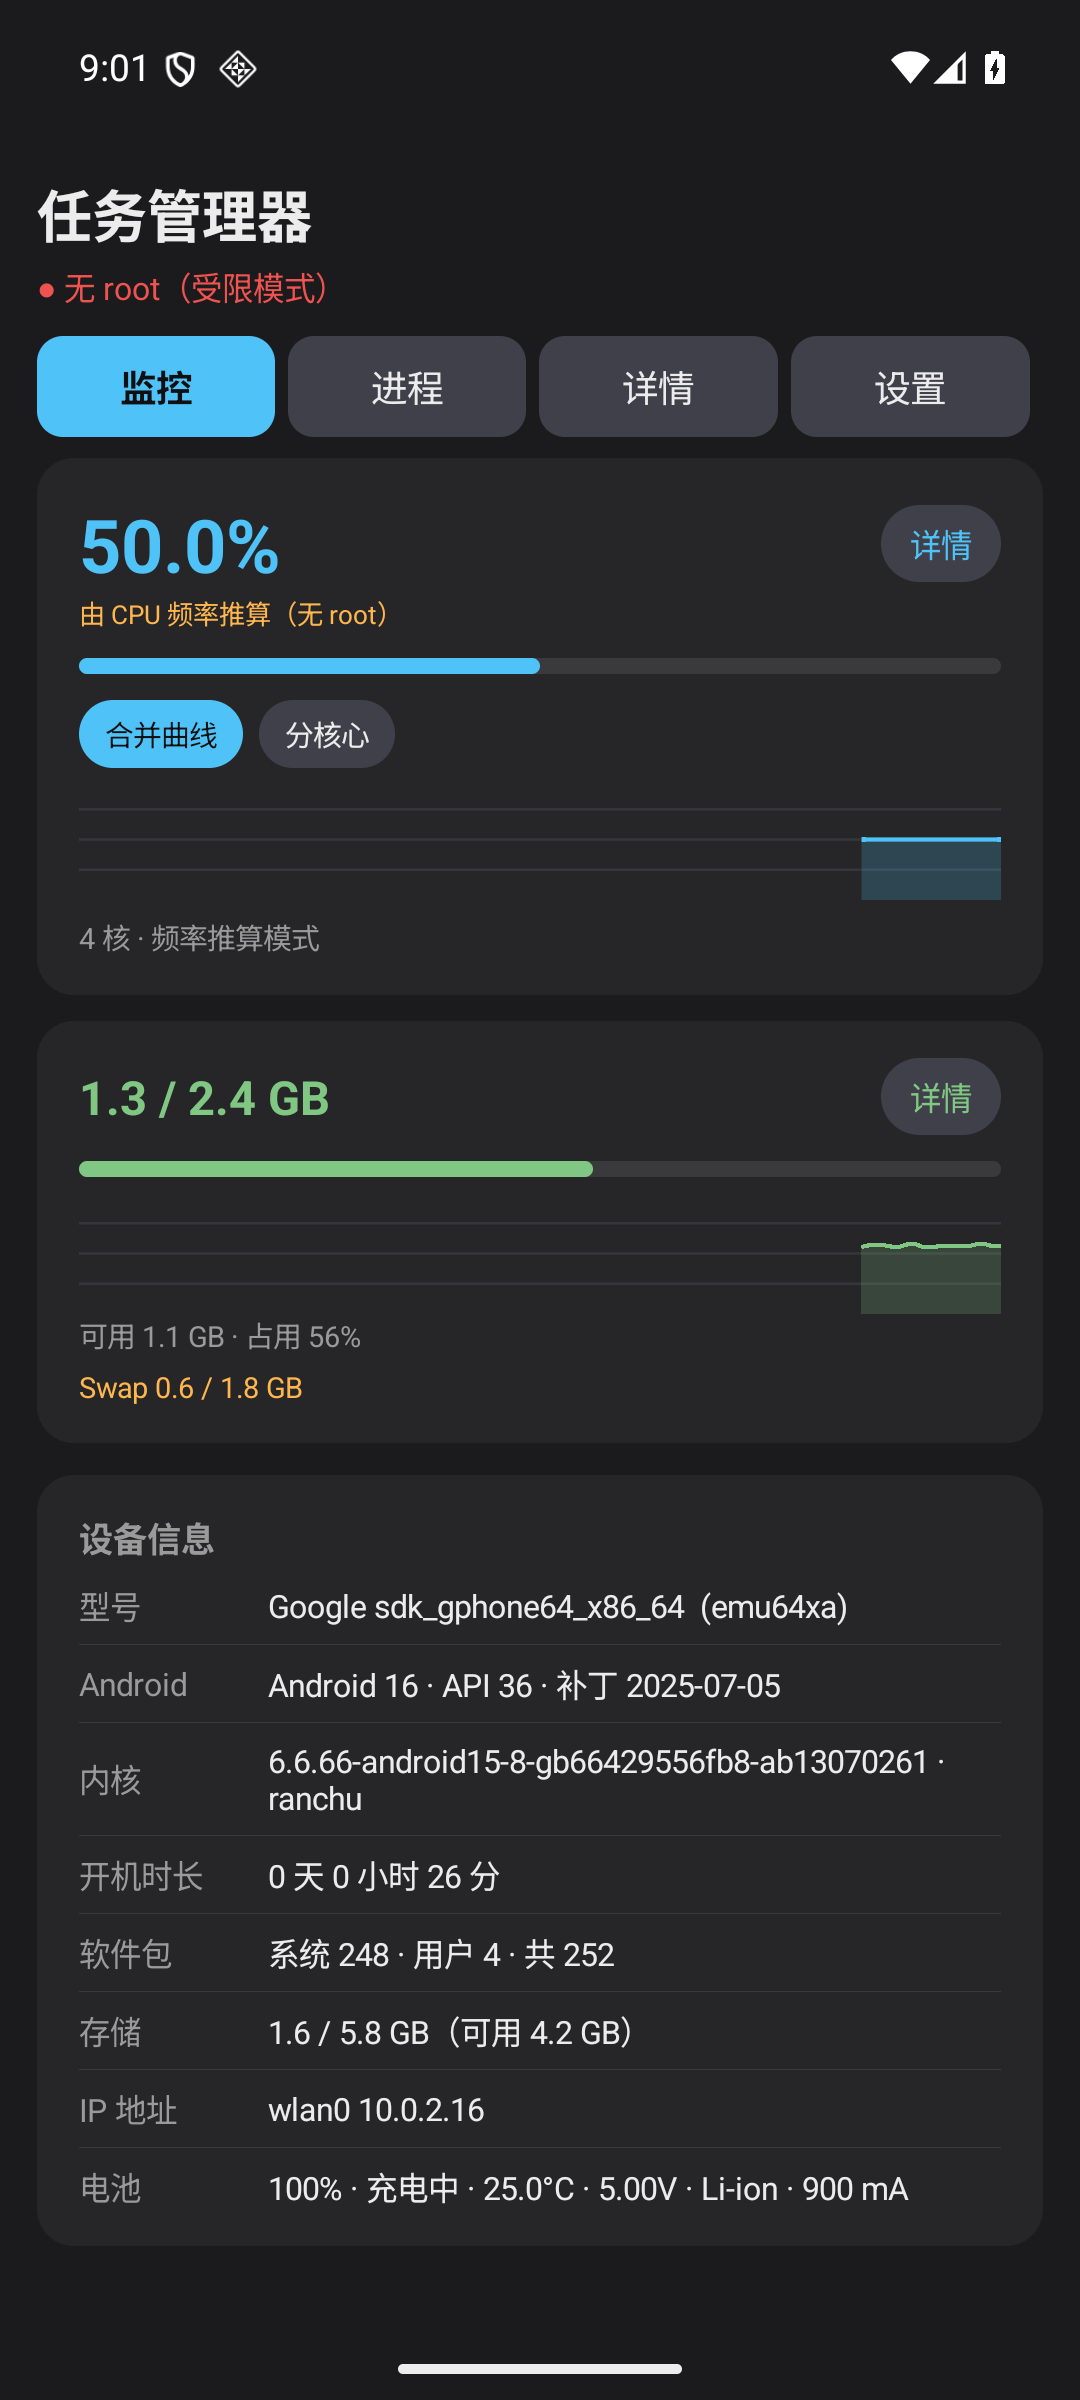 9:01
任务管理器
● 无 root（受限模式）
监控
进程
详情
设置
50.0%
详情
由 CPU 频率推算（无 root）
合并曲线
分核心
4 核 · 频率推算模式
1.3 / 2.4 GB
详情
可用 1.1 GB · 占用 56%
Swap 0.6 / 1.8 GB
设备信息
型号 Google sdk_gphone64_x86_64 (emu64xa)
Android Android 16 · API 36 · 补丁 2025-07-05
内核 6.6.66-android15-8-gb66429556fb8-ab13070261 ·
ranchu
开机时长 0 天 0 小时 26 分
软件包 系统 248 · 用户 4 · 共 252
存储 1.6 / 5.8 GB（可用 4.2 GB）
IP 地址 wlan0 10.0.2.16
电池 100% · 充电中 · 25.0°C · 5.00V · Li-ion · 900 mA